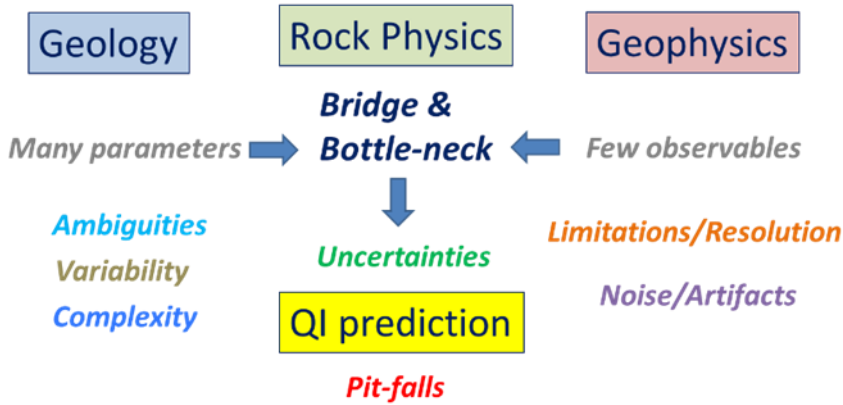 Geology
Rock Physics
Geophysics
Bridge &
Bottle-neck
Many parameters
Few observables
Ambiguities
Variability
Complexity
Uncertainties
Limitations/Resolution
Noise/Artifacts
QI prediction
Pit-falls